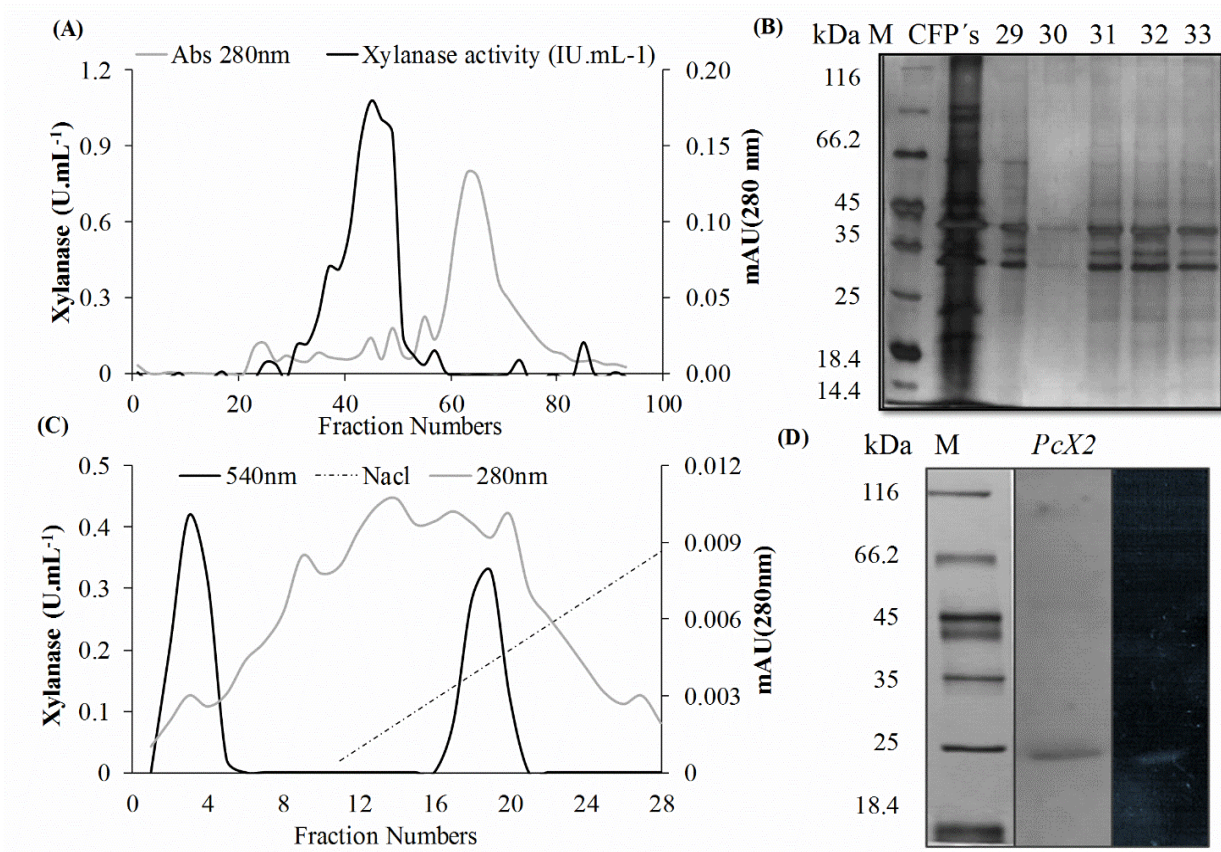 (A)
Abs 280nm Xylanase activity (IU.mL-1)
Xylanase (U.mL-1)
1.2
0.9
0.6
0.3
0
0.20
0.15
0.10
0.05
0.00
mAU(280 nm)
0 20 40 60 80 100
Fraction Numbers
(B)
kDa M CFP´s 29 30 31 32 33
116
66.2
45
35
25
18.4
14.4
(C)
540nm Nacl 280nm
Xylanase (U.mL-1)
0.5
0.4
0.3
0.2
0.1
0
0.012
0.009
0.006
0.003
0
mAU(280nm)
0 4 8 12 16 20 24 28
Fraction Numbers
(D)
kDa M PcX2
116
66.2
45
35
25
18.4